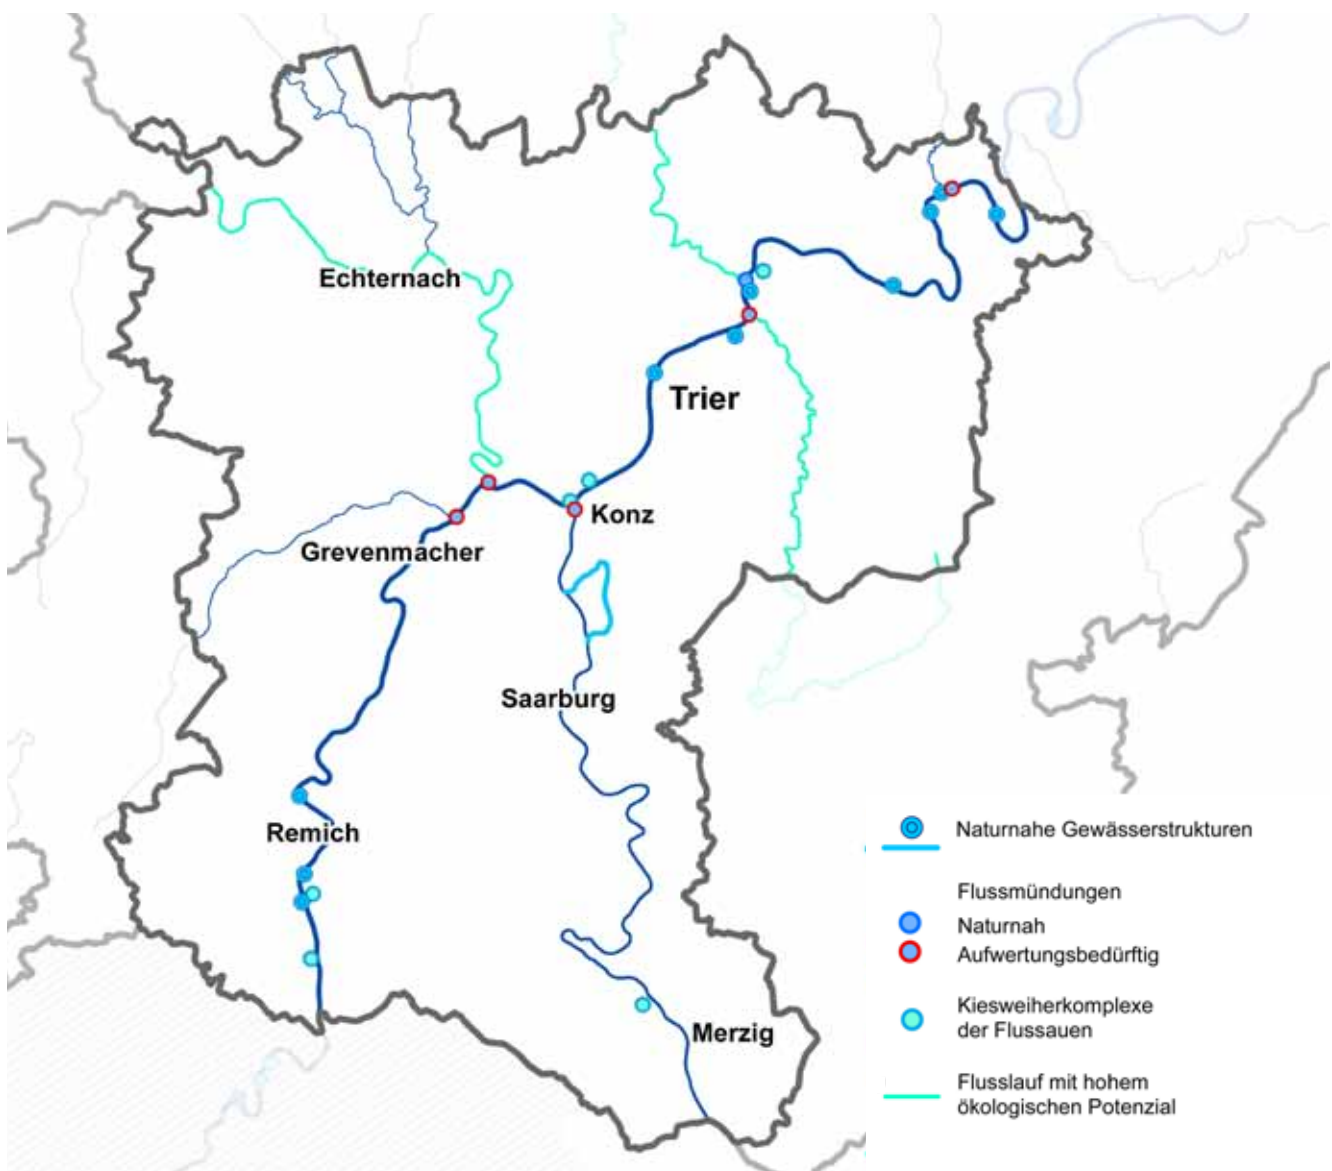 Echternach
Trier
Konz
Grevenmacher
Saarburg
Remich
Merzig
Naturnahe Gewässerstrukturen
Flussmündungen
Naturnah
Aufwertungsbedürftig
Kiesweiherkomplexe
der Flussauen
Flusslauf mit hohem
ökologischen Potenzial